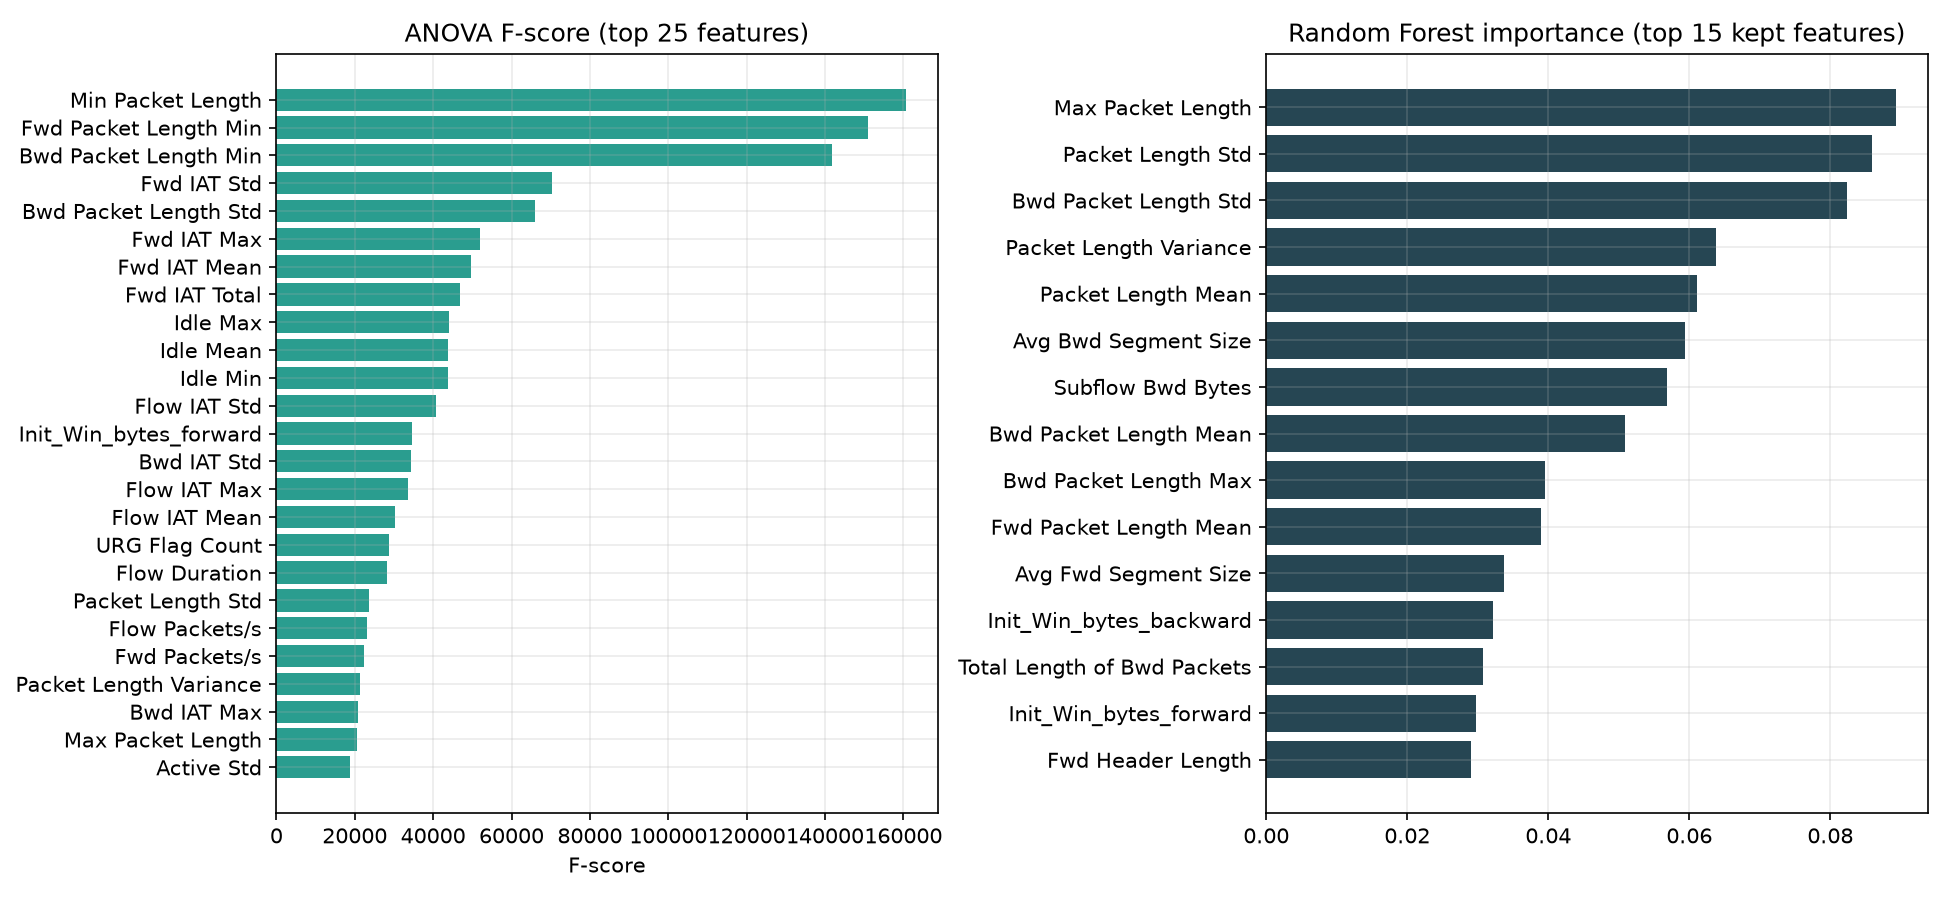 ANOVA F-score (top 25 features)
Min Packet Length
Fwd Packet Length Min
Bwd Packet Length Min
Fwd IAT Std
Bwd Packet Length Std
Fwd IAT Max
Fwd IAT Mean
Fwd IAT Total
Idle Max
Idle Mean
Idle Min
Flow IAT Std
Init_Win_bytes_forward
Bwd IAT Std
Flow IAT Max
Flow IAT Mean
URG Flag Count
Flow Duration
Packet Length Std
Flow Packets/s
Fwd Packets/s
Packet Length Variance
Bwd IAT Max
Max Packet Length
Active Std
0 20000 40000 60000 80000 100000 120000 140000 160000
F-score
Random Forest importance (top 15 kept features)
Max Packet Length
Packet Length Std
Bwd Packet Length Std
Packet Length Variance
Packet Length Mean
Avg Bwd Segment Size
Subflow Bwd Bytes
Bwd Packet Length Mean
Bwd Packet Length Max
Fwd Packet Length Mean
Avg Fwd Segment Size
Init_Win_bytes_backward
Total Length of Bwd Packets
Init_Win_bytes_forward
Fwd Header Length
0.00 0.02 0.04 0.06 0.08